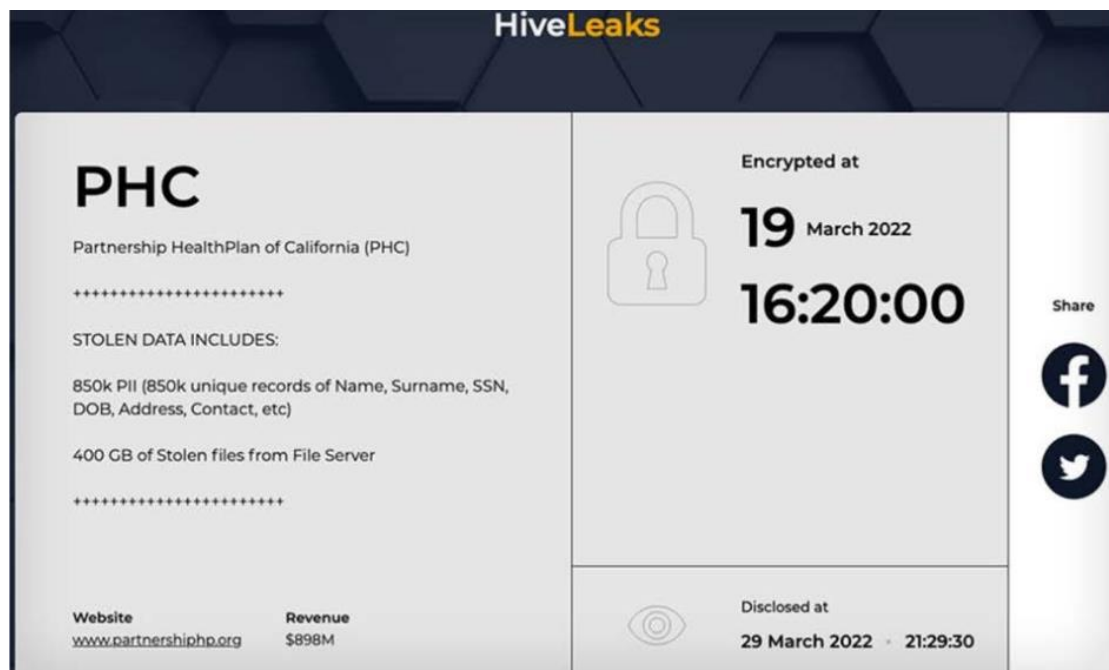 HiveLeaks
PHC
Partnership HealthPlan of California (PHC)
+++++++++++++++++++++++
STOLEN DATA INCLUDES:
850k PII (850k unique records of Name, Surname, SSN,
DOB, Address, Contact, etc)
400 GB of Stolen files from File Server
+++++++++++++++++++++++
Website
www.partnershiphp.org
Revenue
$898M
Encrypted at
19 March 2022
16:20:00
Disclosed at
29 March 2022 • 21:29:30
Share